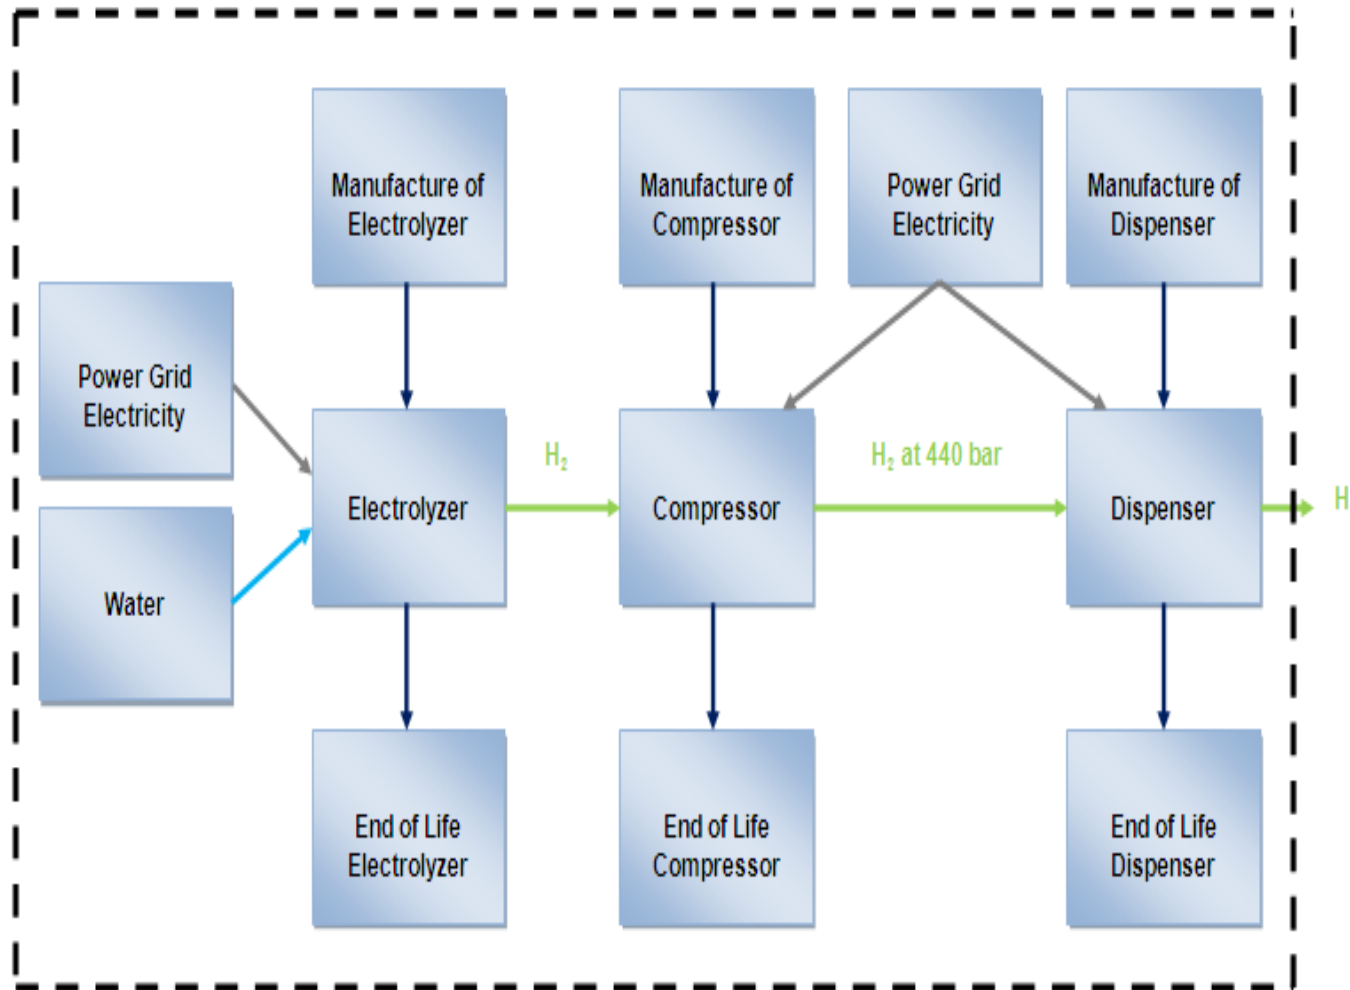 Manufacture of
Electrolyzer
Manufacture of
Compressor
Power Grid
Electricity
Manufacture of
Dispenser
Power Grid
Electricity
Water
Electrolyzer
H₂
Compressor
H₂ at 440 bar
Dispenser
H
End of Life
Electrolyzer
End of Life
Compressor
End of Life
Dispenser